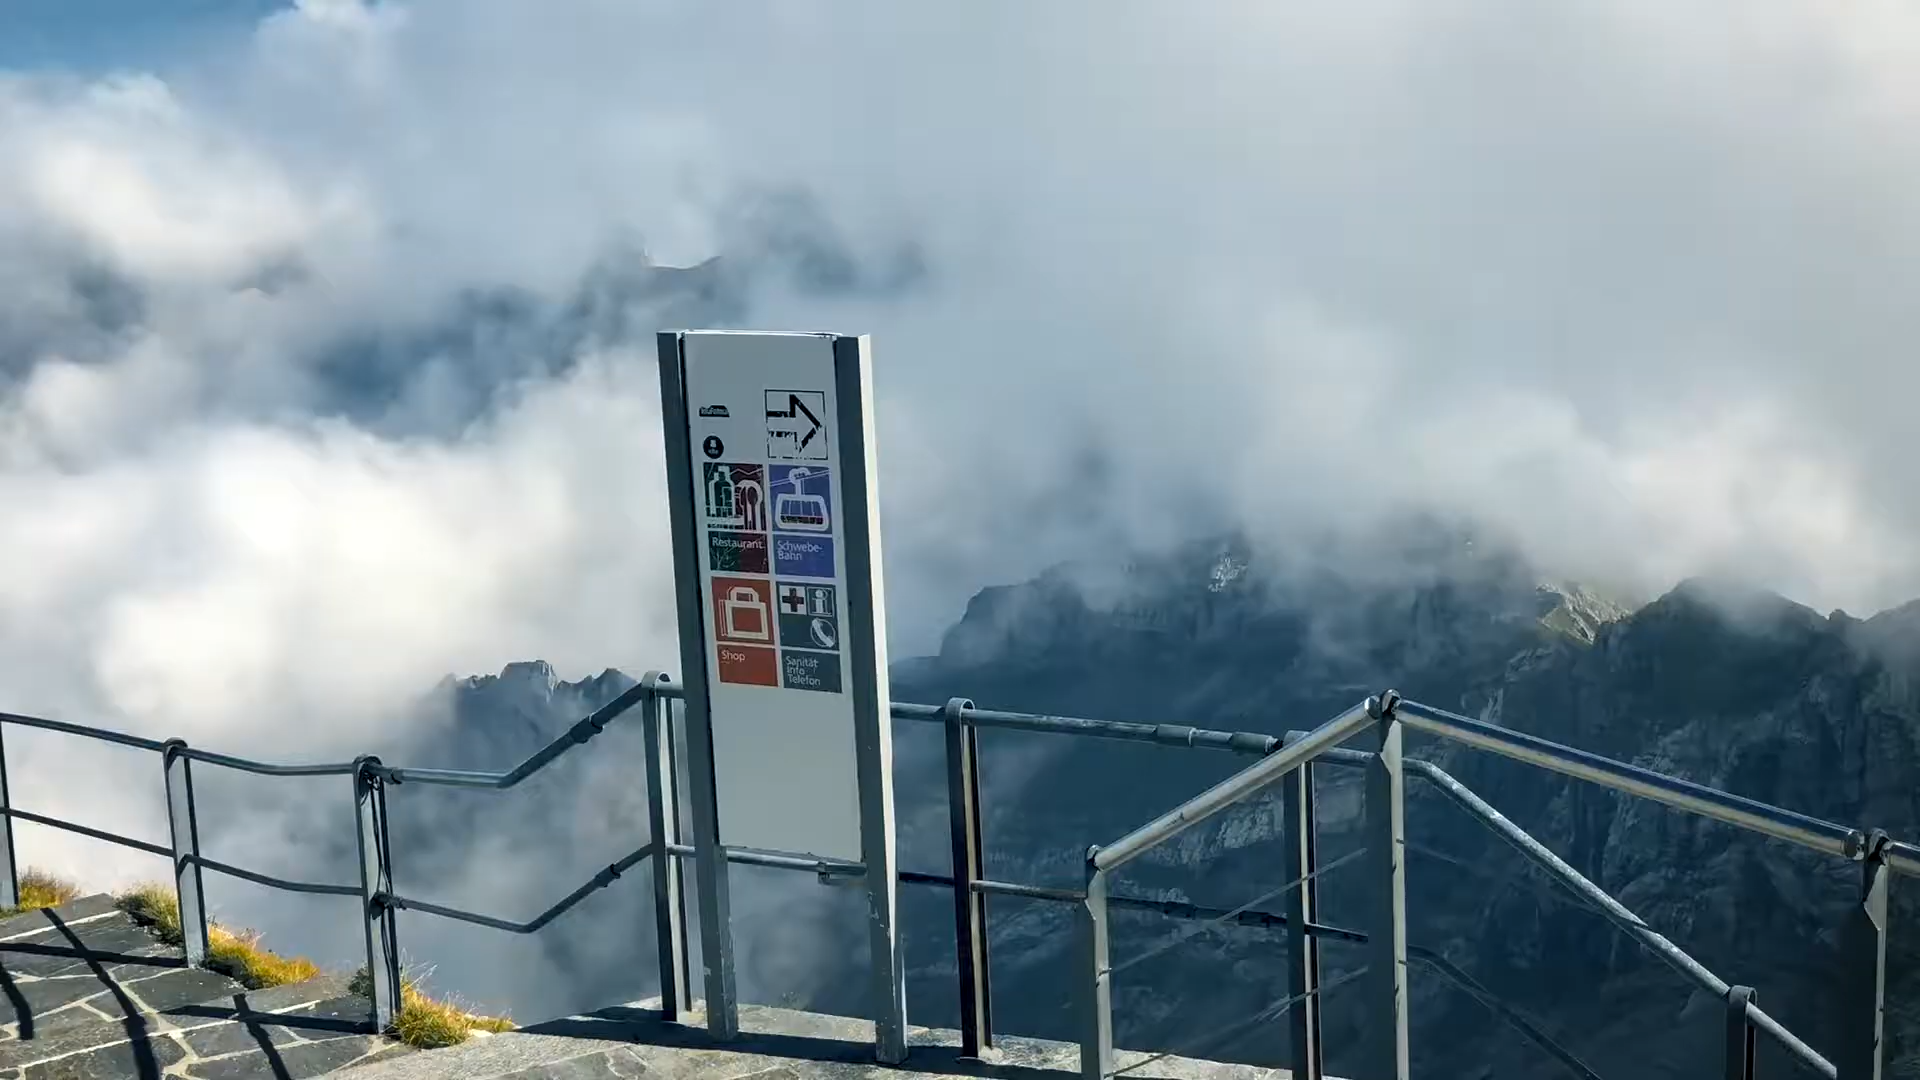 Restaurant
Schwebe-
Bahn
Shop
Sanität
Info
Telefon